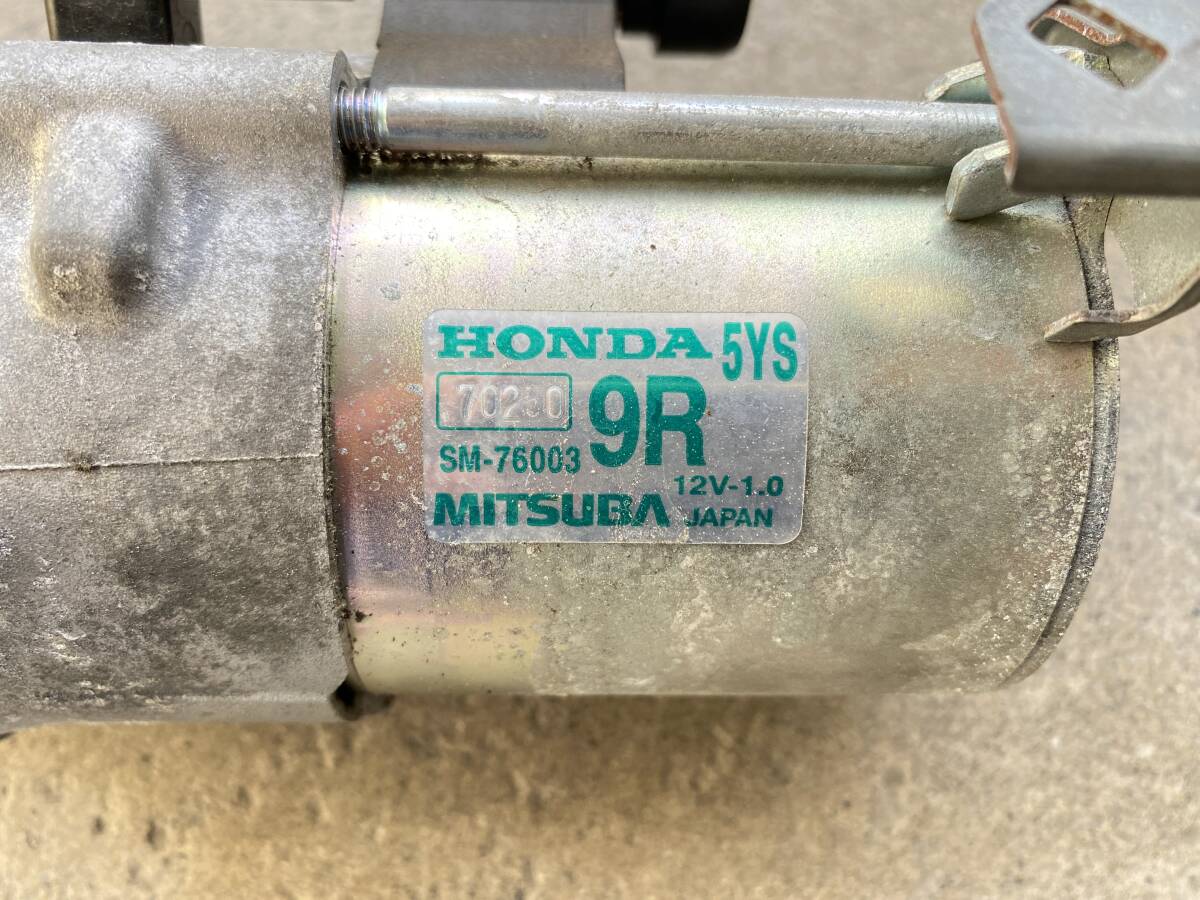 HONDA 5YS
9R
SM-76003
12V-1.0
MITSUBA JAPAN